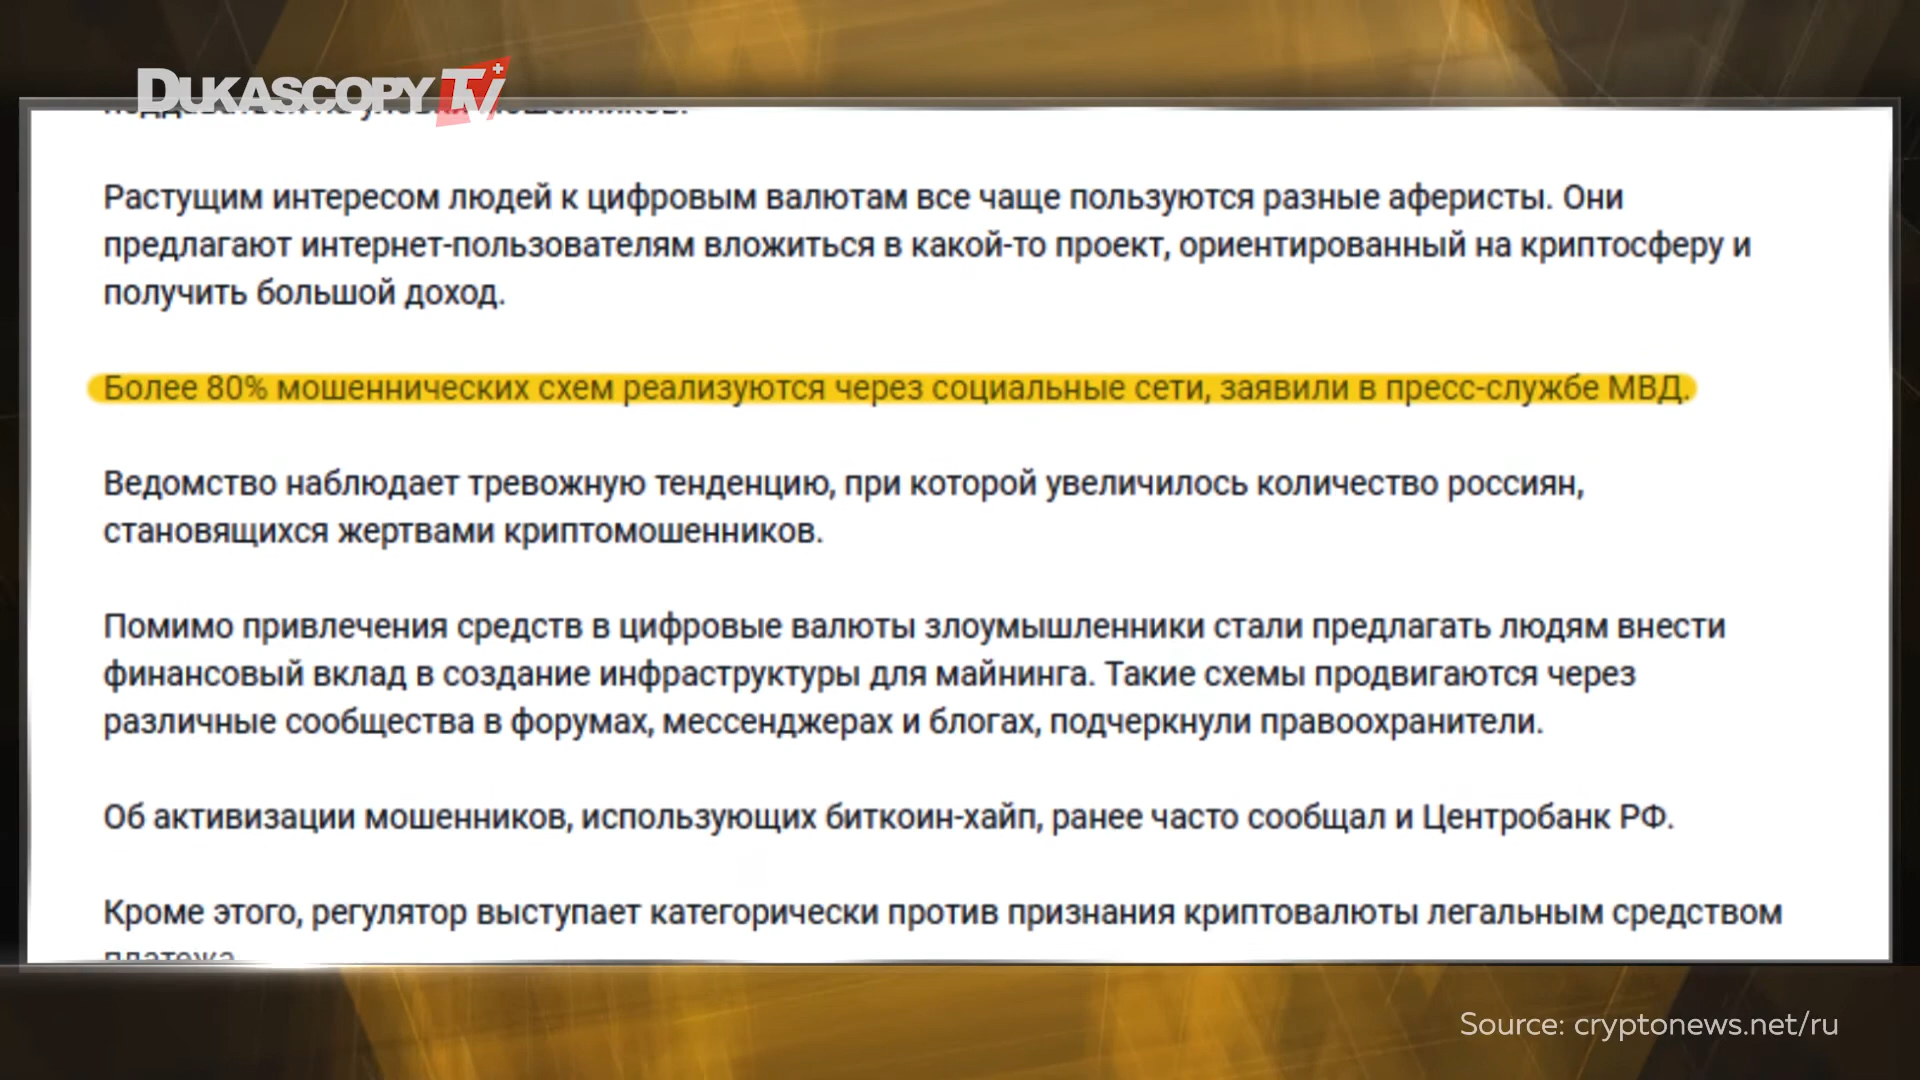 DUKASCOPY TV
Растущим интересом людей к цифровым валютам все чаще пользуются разные аферисты. Они
предлагают интернет-пользователям вложиться в какой-то проект, ориентированный на криптосферу и
получить большой доход.
Более 80% мошеннических схем реализуются через социальные сети, заявили в пресс-службе МВД.
Ведомство наблюдает тревожную тенденцию, при которой увеличилось количество россиян,
становящихся жертвами криптомошенников.
Помимо привлечения средств в цифровые валюты злоумышленники стали предлагать людям внести
финансовый вклад в создание инфраструктуры для майнинга. Такие схемы продвигаются через
различные сообщества в форумах, мессенджерах и блогах, подчеркнули правоохранители.
Об активизации мошенников, использующих биткоин-хайп, ранее часто сообщал и Центробанк РФ.
Кроме этого, регулятор выступает категорически против признания криптовалюты легальным средством
платежа.
Source: cryptonews.net/ru